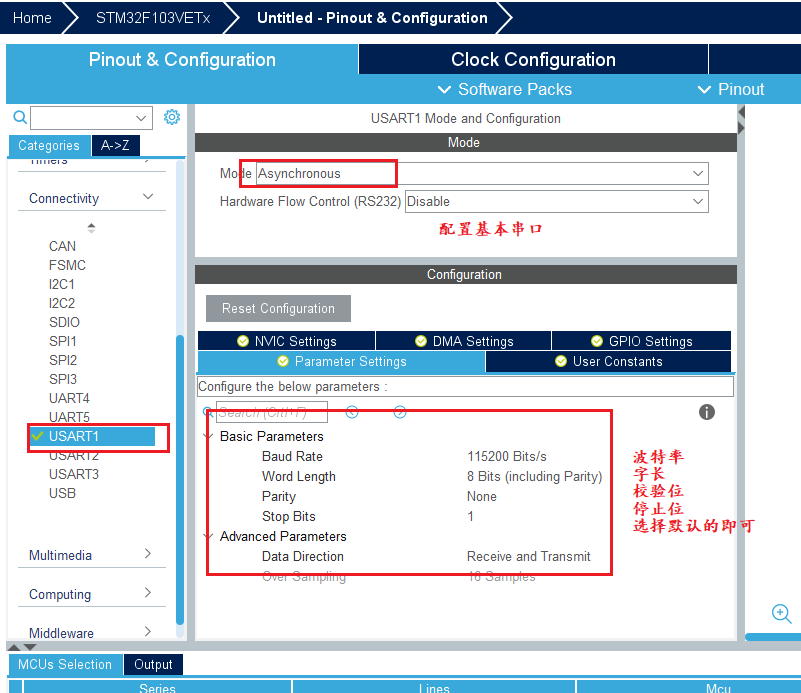 Home
STM32F103VETx
Untitled - Pinout & Configuration
Pinout & Configuration
Clock Configuration
Software Packs
Pinout
Categories
A->Z
Timers
Connectivity
CAN
FSMC
I2C1
I2C2
SDIO
SPI1
SPI2
SPI3
UART4
UART5
USART1
USART2
USART3
USB
Multimedia
Computing
Middleware
USART1 Mode and Configuration
Mode
Mode Asynchronous
Hardware Flow Control (RS232) Disable
配置基本串口
Configuration
Reset Configuration
NVIC Settings
DMA Settings
GPIO Settings
Parameter Settings
User Constants
Configure the below parameters :
Search (Ctrl+F)
Basic Parameters
Baud Rate 115200 Bits/s
Word Length 8 Bits (including Parity)
Parity None
Stop Bits 1
Advanced Parameters
Data Direction Receive and Transmit
Over Sampling 16 Samples
波特率
字长
校验位
停止位
选择默认的即可
MCUs Selection
Output
Series
Lines
Mcu